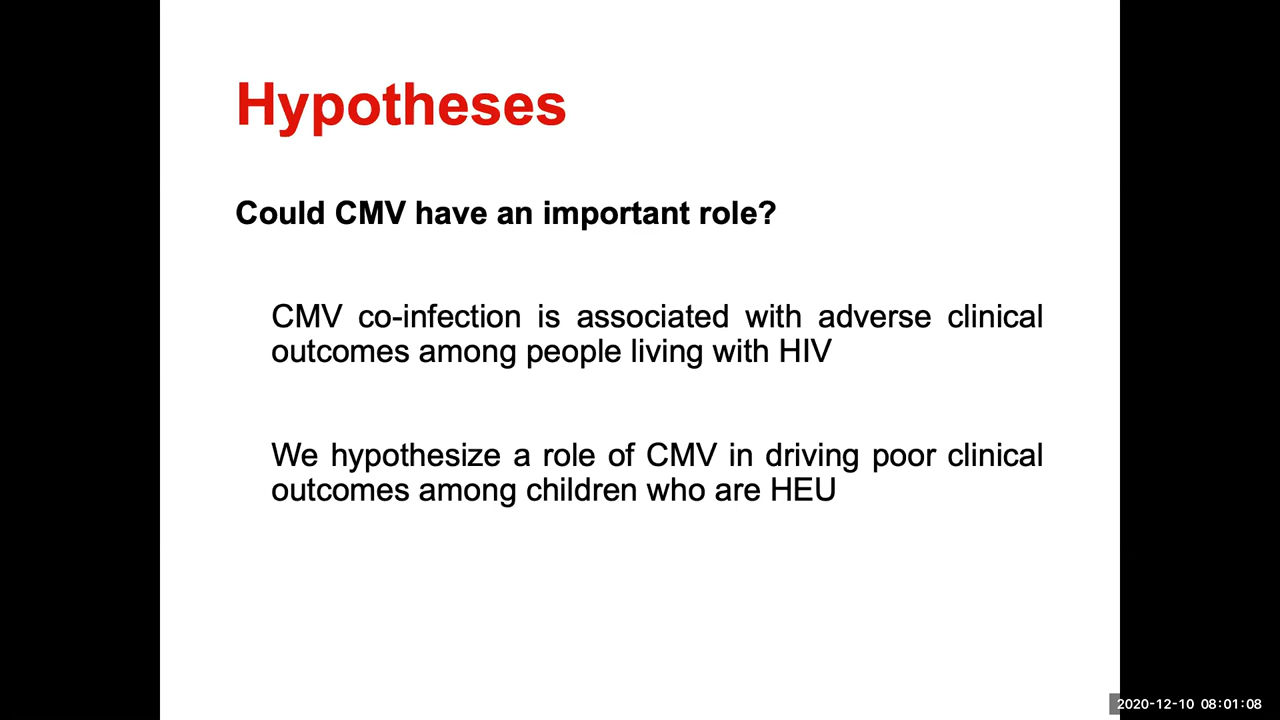 Hypotheses
Could CMV have an important role?
CMV co-infection is associated with adverse clinical
outcomes among people living with HIV
We hypothesize a role of CMV in driving poor clinical
outcomes among children who are HEU
2020-12-10 08:01:08